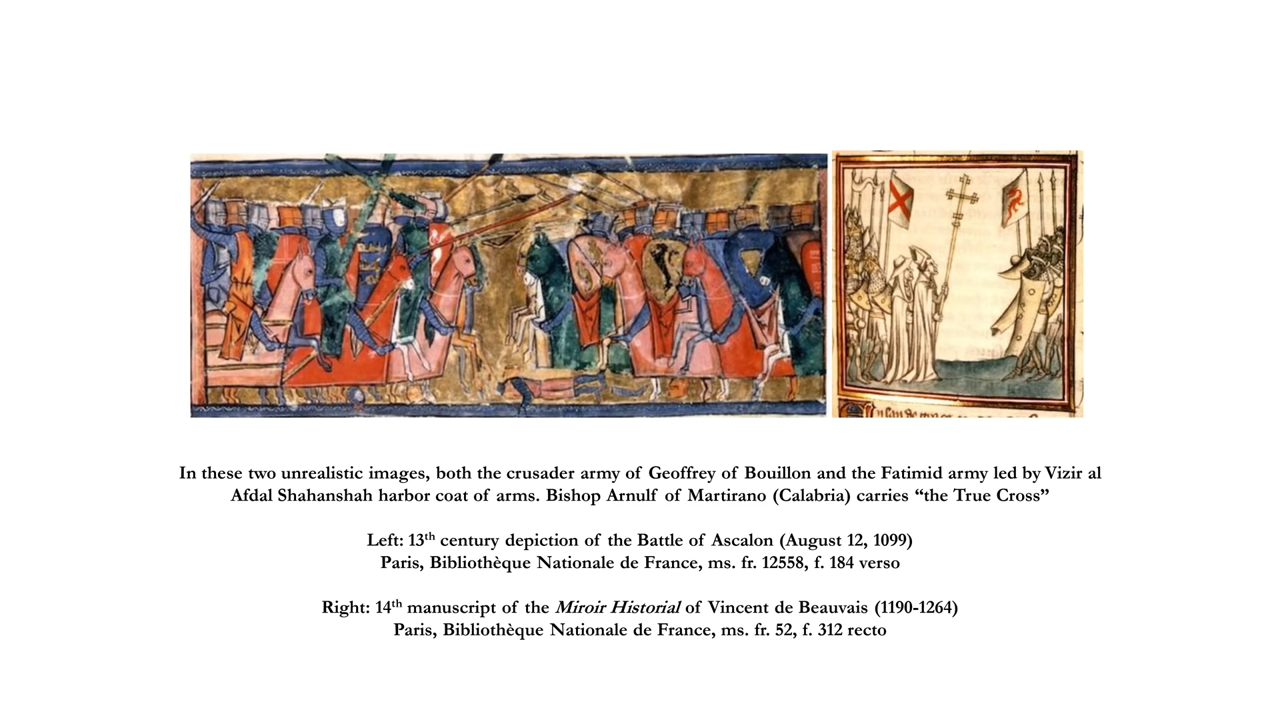 In these two unrealistic images, both the crusader army of Geoffrey of Bouillon and the Fatimid army led by Vizir al
Afdal Shahanshah harbor coat of arms. Bishop Arnulf of Martirano (Calabria) carries “the True Cross”
Left: 13th century depiction of the Battle of Ascalon (August 12, 1099)
Paris, Bibliothèque Nationale de France, ms. fr. 12558, f. 184 verso
Right: 14th manuscript of the Miroir Historial of Vincent de Beauvais (1190-1264)
Paris, Bibliothèque Nationale de France, ms. fr. 52, f. 312 recto